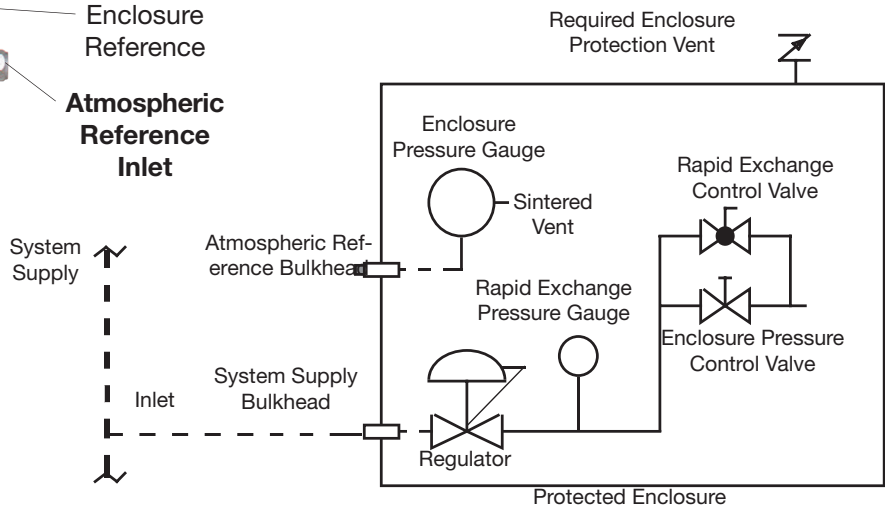 Enclosure
Reference
Atmospheric
Reference
Inlet
Required Enclosure
Protection Vent
Enclosure
Pressure Gauge
Sintered
Vent
Rapid Exchange
Control Valve
System
Supply
Atmospheric Ref-
erence Bulkhead
Rapid Exchange
Pressure Gauge
Enclosure Pressure
Control Valve
System Supply
Bulkhead
Inlet
Regulator
Protected Enclosure